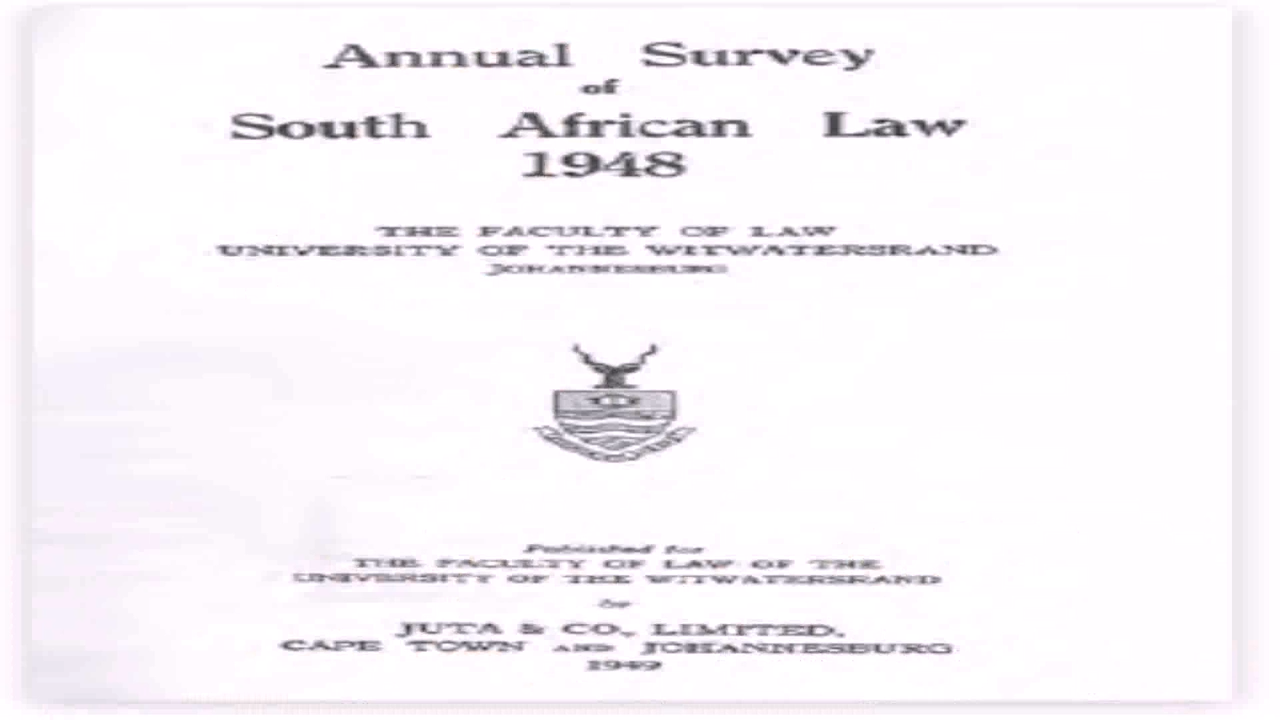 Annual Survey
of
South African Law
1948
THE FACULTY OF LAW
UNIVERSITY OF THE WITWATERSRAND
JOHANNESBURG
Published for
THE FACULTY OF LAW OF THE
UNIVERSITY OF THE WITWATERSRAND
by
JUTA & CO., LIMITED,
CAPE TOWN AND JOHANNESBURG
1949